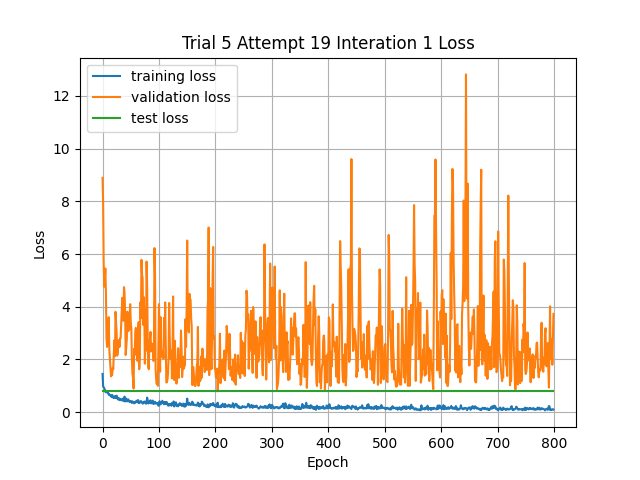 Trial 5 Attempt 19 Interation 1 Loss
training loss
validation loss
test loss
12
10
8
6
4
2
0
Loss
0 100 200 300 400 500 600 700 800
Epoch